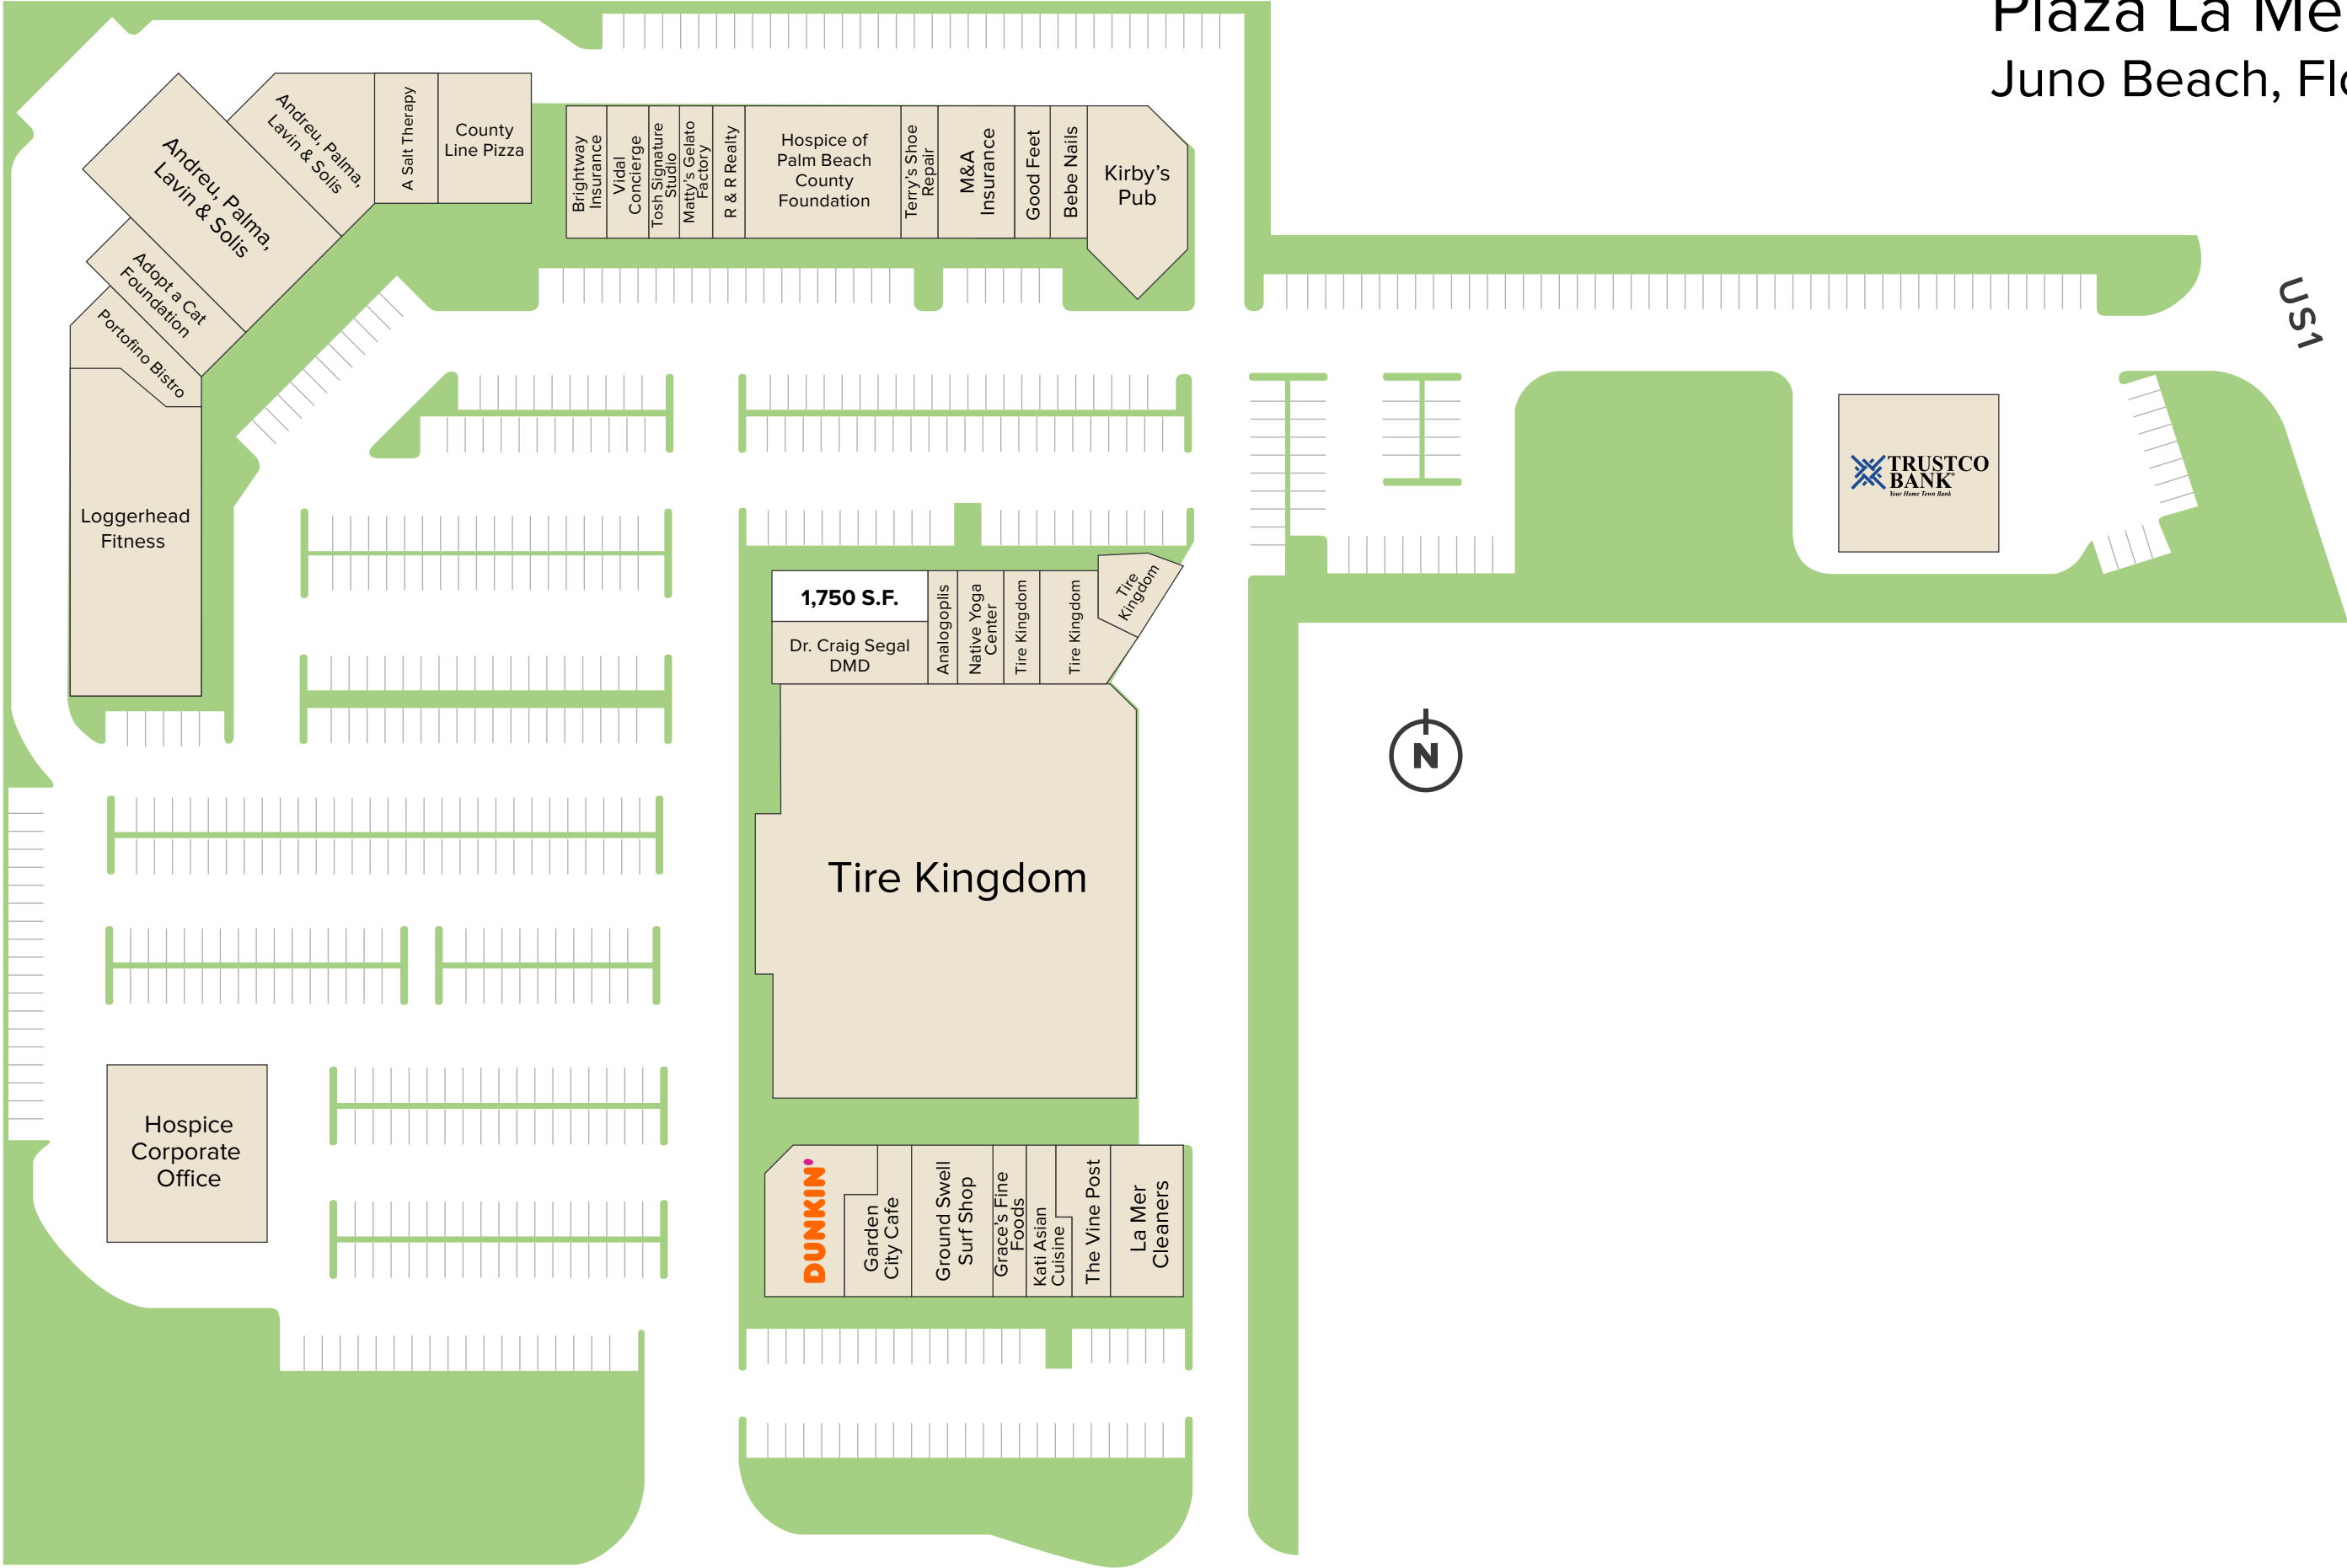 Plaza La Me
Juno Beach, Flo
US1
Andreu, Palma,
Lavin & Solis
A Salt Therapy
County
Line Pizza
Andreu, Palma,
Lavin & Solis
Adopt a Cat
Foundation
Portofino Bistro
Loggerhead
Fitness
Brightway
Insurance
Vidal
Concierge
Tosh Signature
Studio
Matty's Gelato
Factory
R & R Realty
Hospice of
Palm Beach
County
Foundation
Terry's Shoe
Repair
M&A
Insurance
Good Feet
Bebe Nails
Kirby's
Pub
TRUSTCO
BANK®
Your Home Town Bank
1,750 S.F.
Dr. Craig Segal
DMD
Analogoplis
Native Yoga
Center
Tire Kingdom
Tire Kingdom
Tire
Kingdom
N
Tire Kingdom
Hospice
Corporate
Office
DUNKIN'
Garden
City Cafe
Ground Swell
Surf Shop
Grace's Fine
Foods
Kati Asian
Cuisine
The Vine Post
La Mer
Cleaners